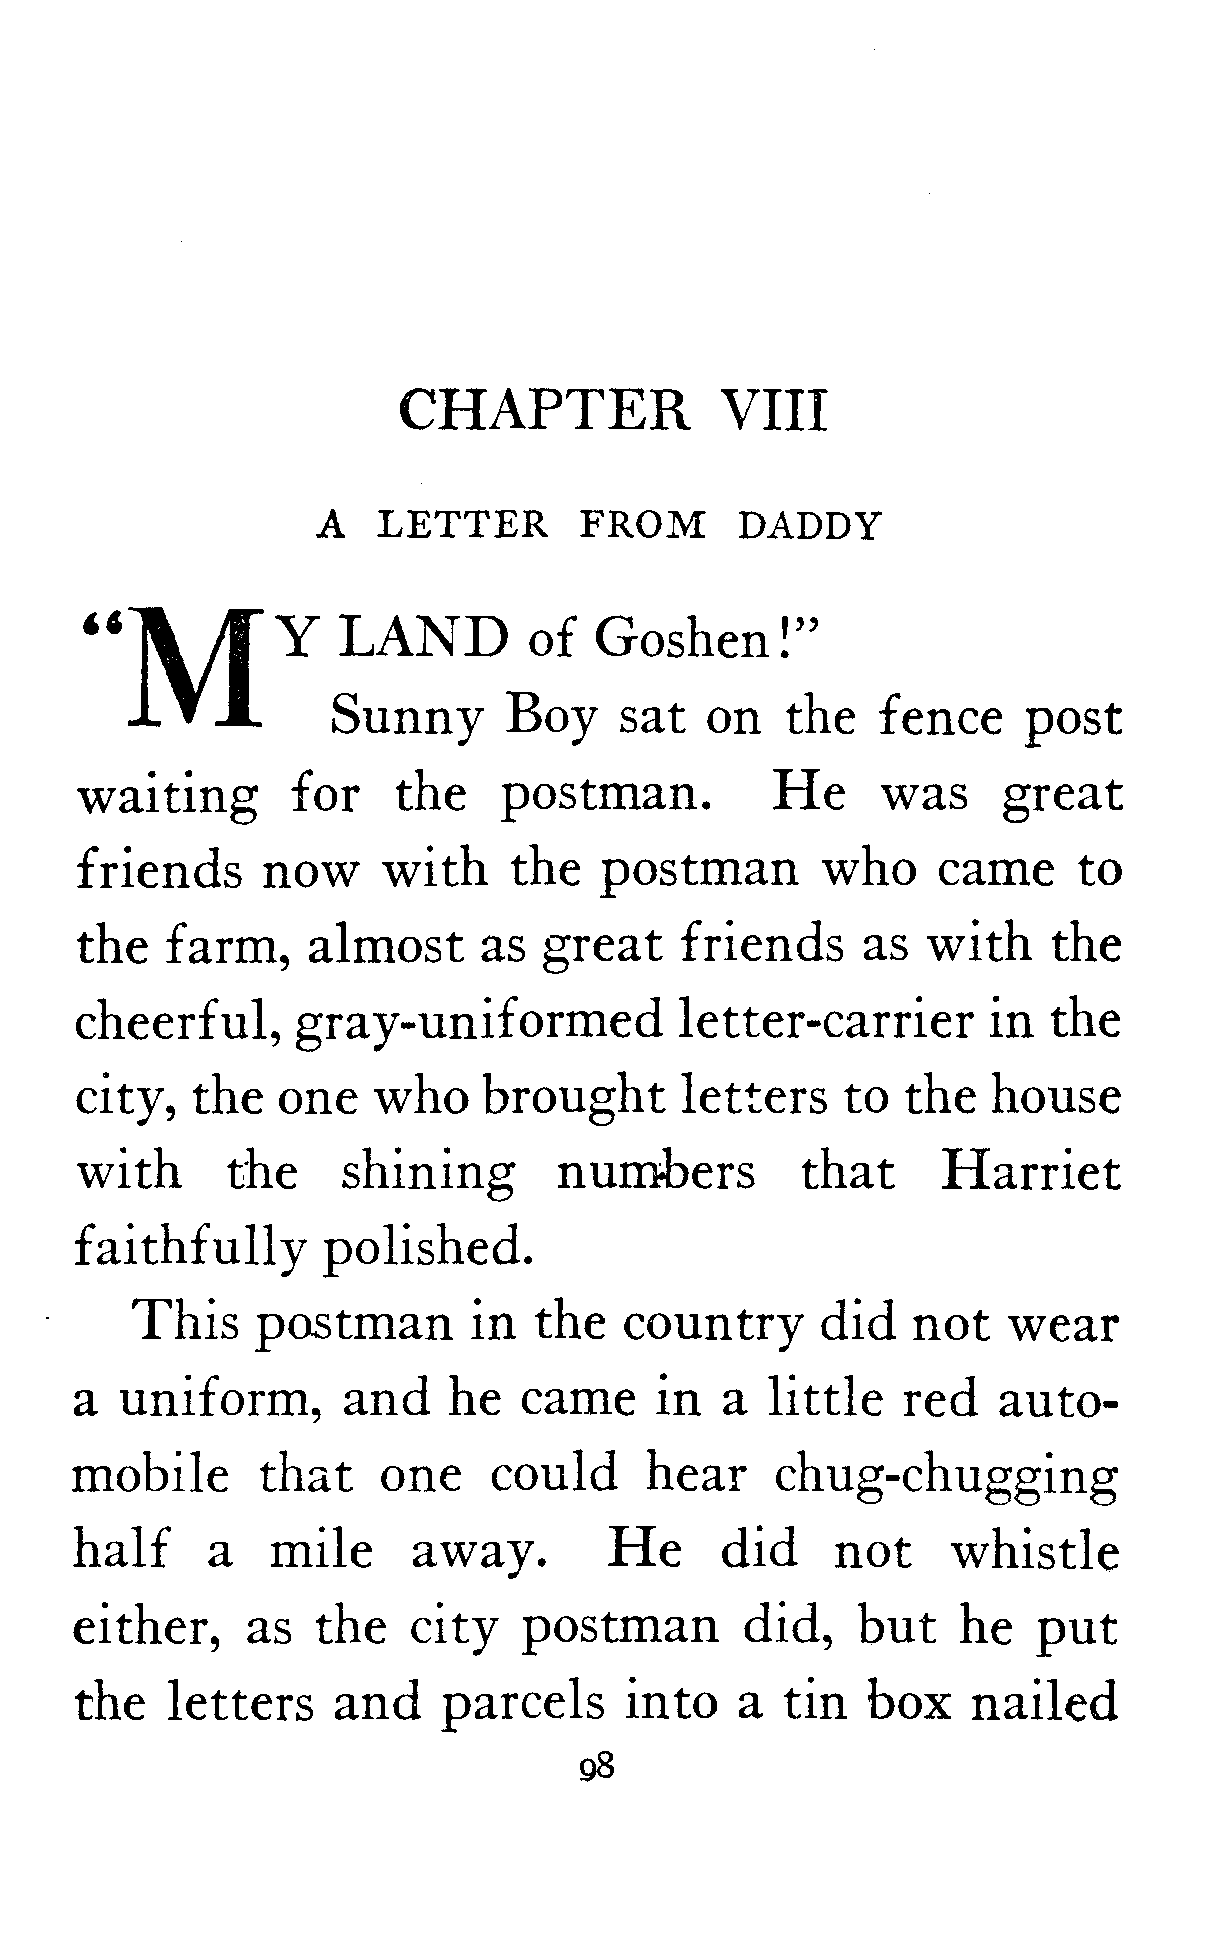 CHAPTER VIII
A LETTER FROM DADDY
“MY LAND of Goshen!”
Sunny Boy sat on the fence post
waiting for the postman. He was great
friends now with the postman who came to
the farm, almost as great friends as with the
cheerful, gray-uniformed letter-carrier in the
city, the one who brought letters to the house
with the shining numbers that Harriet
faithfully polished.
This postman in the country did not wear
a uniform, and he came in a little red auto-
mobile that one could hear chug-chugging
half a mile away. He did not whistle
either, as the city postman did, but he put
the letters and parcels into a tin box nailed
98